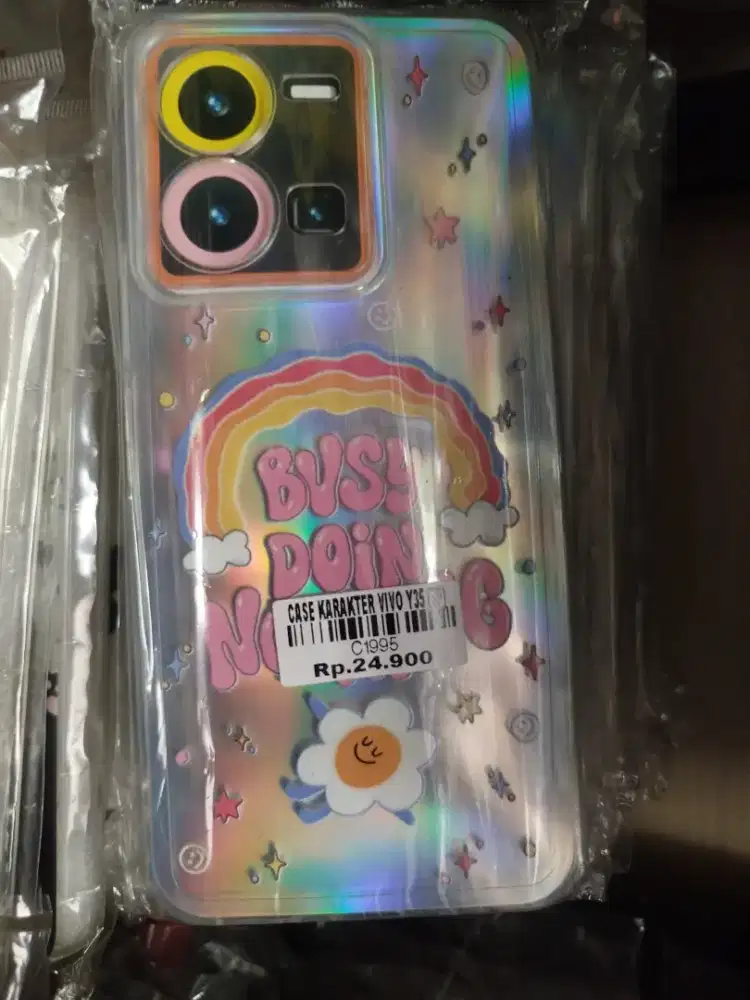 BUSY
DOIN
CASE KARAKTER VIVO Y35
C1995
Rp.24.900